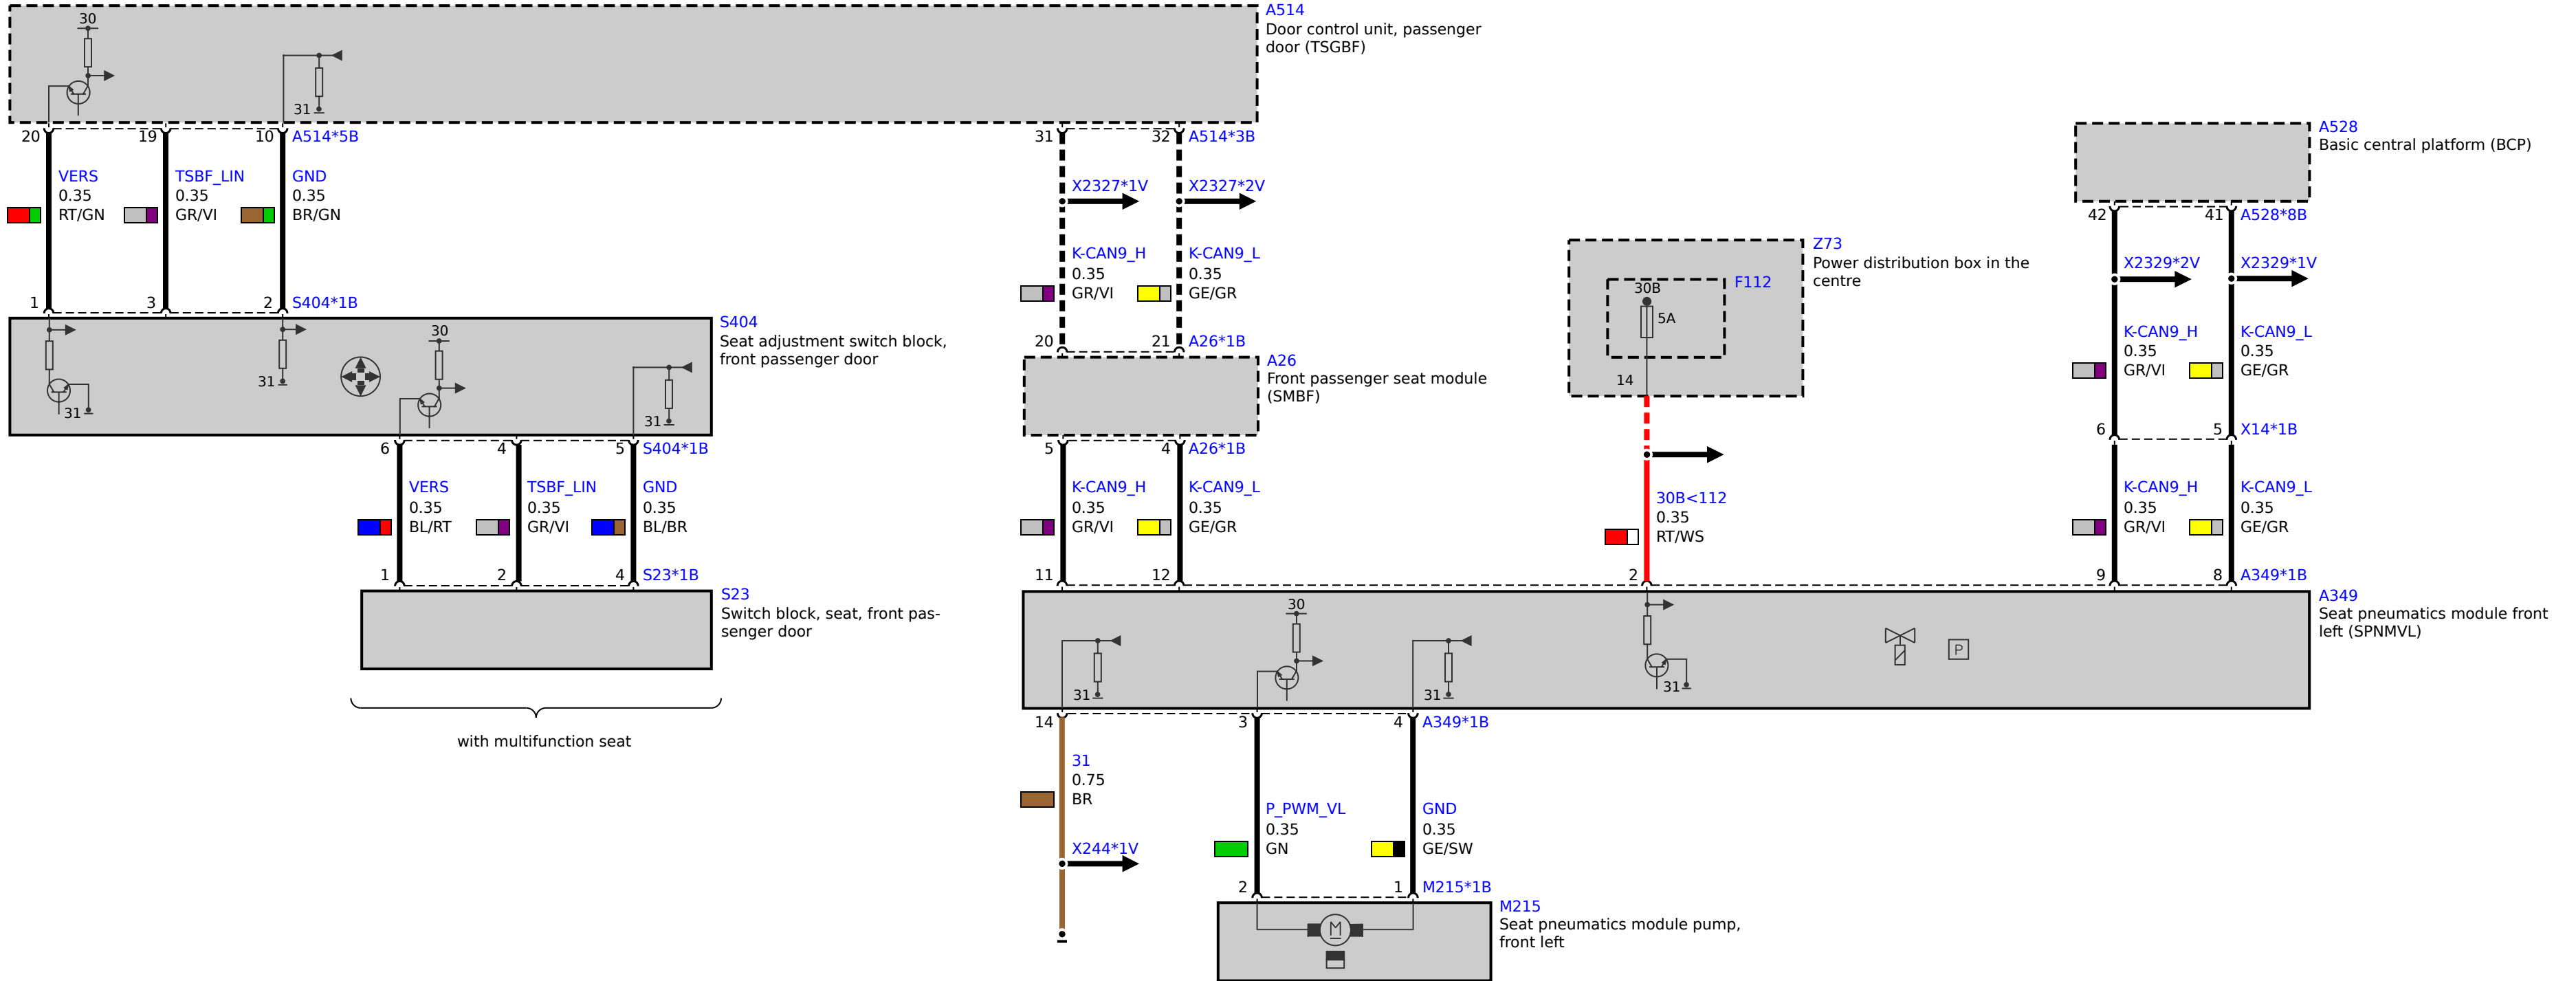 A514
Door control unit, passenger
door (TSGBF)
30
31
20
19
10
A514*5B
31
32
A514*3B
A528
Basic central platform (BCP)
VERS
0.35
RT/GN
TSBF_LIN
0.35
GR/VI
GND
0.35
BR/GN
X2327*1V
X2327*2V
42
41
A528*8B
K-CAN9_H
0.35
GR/VI
K-CAN9_L
0.35
GE/GR
Z73
Power distribution box in the
centre
F112
30B
5A
14
X2329*2V
X2329*1V
1
3
2
S404*1B
20
21
A26*1B
K-CAN9_H
0.35
GR/VI
K-CAN9_L
0.35
GE/GR
S404
Seat adjustment switch block,
front passenger door
31
31
30
31
A26
Front passenger seat module
(SMBF)
6
5
X14*1B
6
4
5
S404*1B
5
4
A26*1B
VERS
0.35
BL/RT
TSBF_LIN
0.35
GR/VI
GND
0.35
BL/BR
K-CAN9_H
0.35
GR/VI
K-CAN9_L
0.35
GE/GR
30B<112
0.35
RT/WS
K-CAN9_H
0.35
GR/VI
K-CAN9_L
0.35
GE/GR
1
2
4
S23*1B
11
12
2
9
8
A349*1B
S23
Switch block, seat, front pas-
senger door
with multifunction seat
A349
Seat pneumatics module front
left (SPNMVL)
31
30
31
31
P
14
3
4
A349*1B
31
0.75
BR
X244*1V
P_PWM_VL
0.35
GN
GND
0.35
GE/SW
2
1
M215*1B
M215
Seat pneumatics module pump,
front left
M